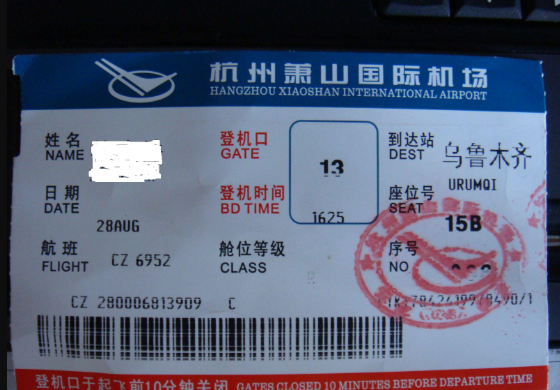 杭州萧山国际机场
HANGZHOU XIAOSHAN INTERNATIONAL AIRPORT
姓名 登机口 到达站
NAME GATE 13 DEST 乌鲁木齐
日期 登机时间 座位号 URUMQI
DATE BD TIME 1625 SEAT 15B
28AUG
航班 舱位等级 序号
FLIGHT CZ 6952 CLASS NO
CZ 280006813909 C
登机口于起飞前10分钟关闭 GATES CLOSED 10 MINUTES BEFORE DEPARTURE TIME